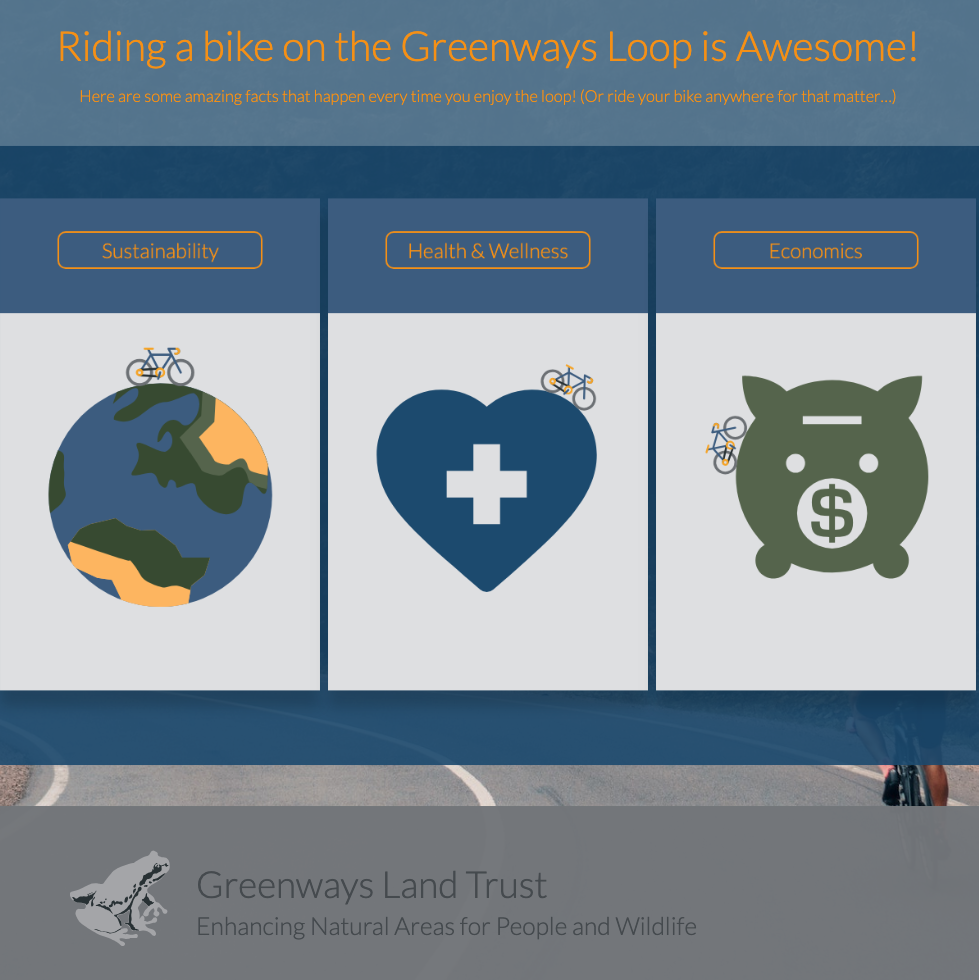 Riding a bike on the Greenways Loop is Awesome!
Here are some amazing facts that happen every time you enjoy the loop! (Or ride your bike anywhere for that matter...)
Sustainability
Health & Wellness
Economics
$
Greenways Land Trust
Enhancing Natural Areas for People and Wildlife